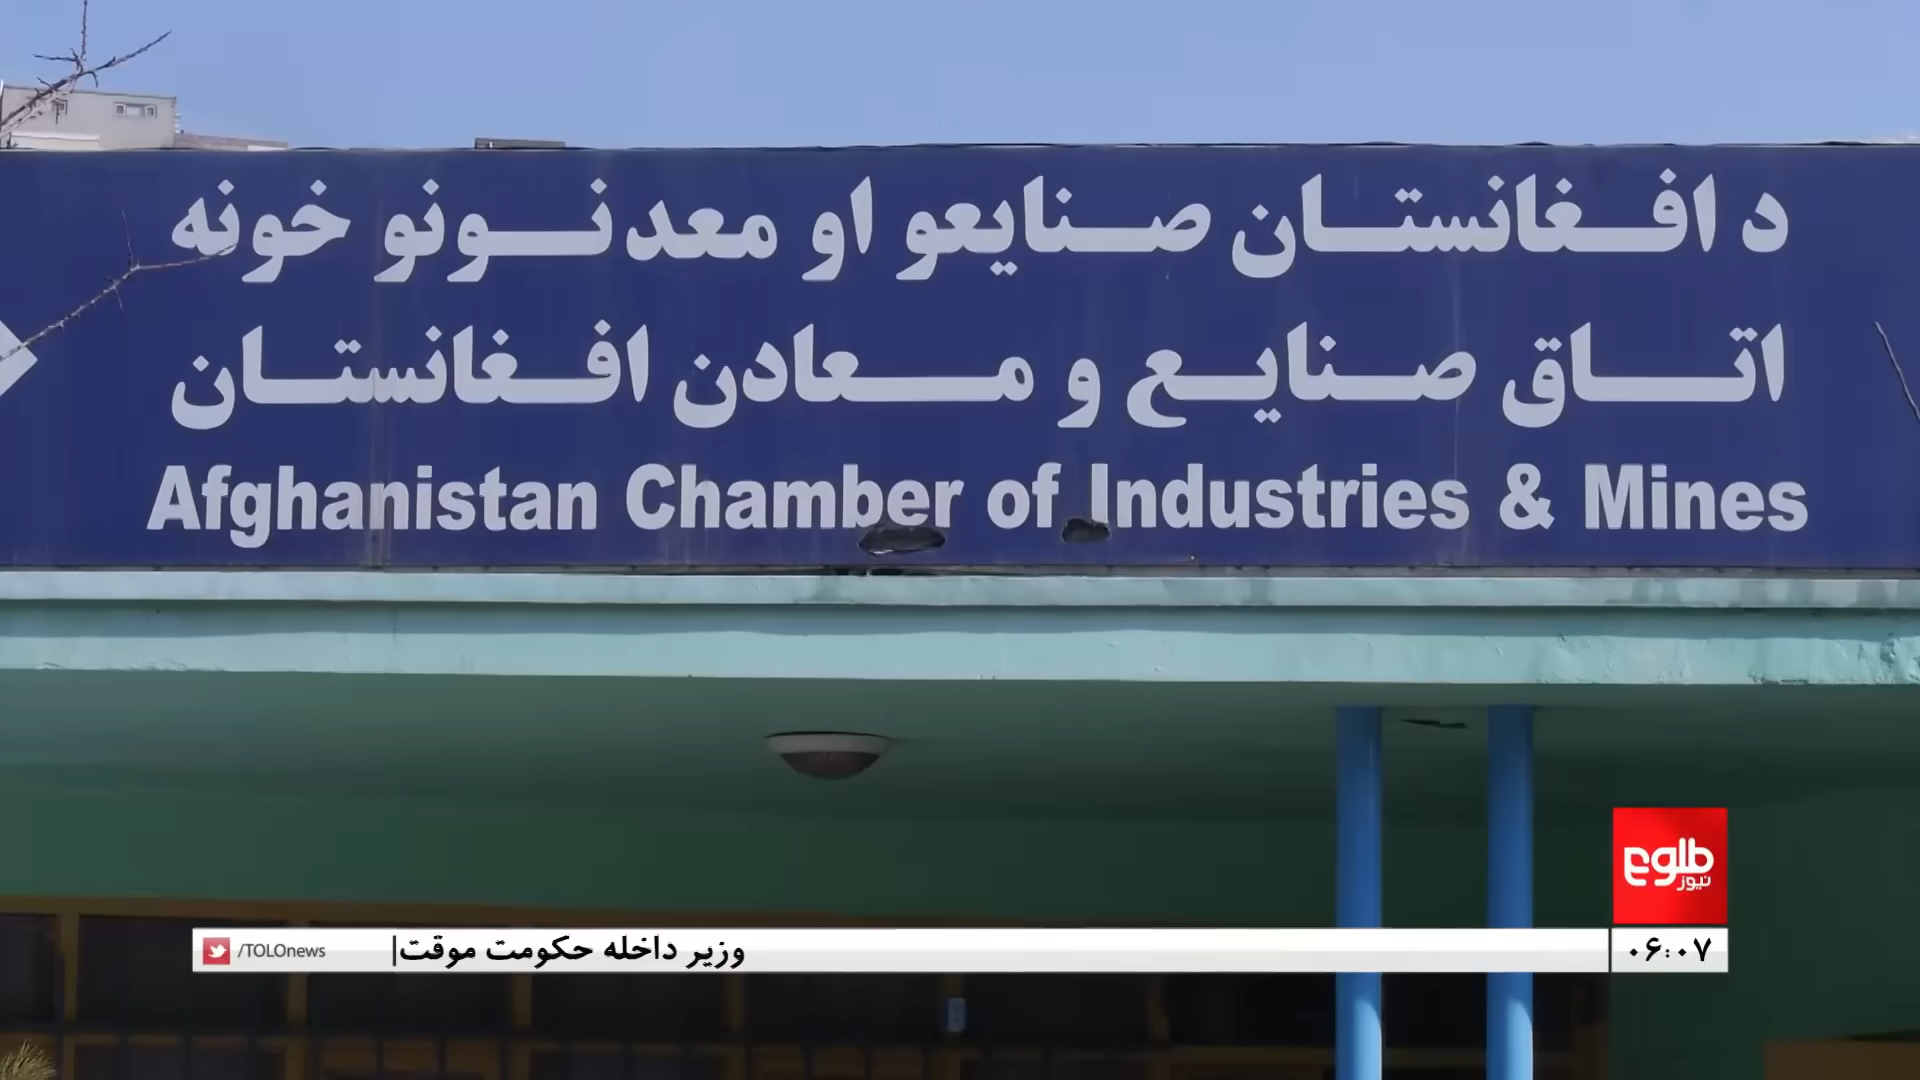 د افغانستان صنایعو او معدنونو خونه
اتاق صنایع و معادن افغانستان
Afghanistan Chamber of Industries & Mines
طلوع
نیوز
/TOLOnews
وزیر داخله حکومت موقت|
۰۶:۰۷